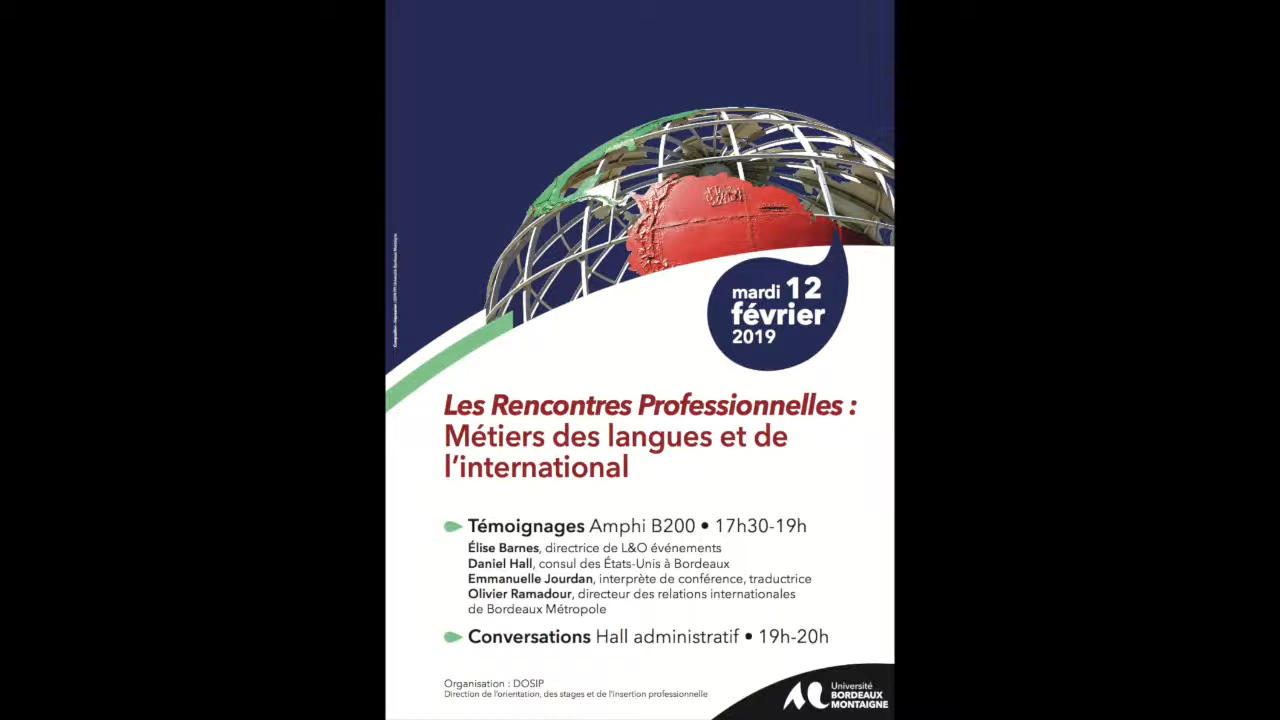 mardi 12
février
2019
Les Rencontres Professionnelles :
Métiers des langues et de
l'international
Témoignages Amphi B200 • 17h30-19h
Élise Barnes, directrice de L&O événements
Daniel Hall, consul des États-Unis à Bordeaux
Emmanuelle Jourdan, interprète de conférence, traductrice
Olivier Ramadour, directeur des relations internationales
de Bordeaux Métropole
Conversations Hall administratif • 19h-20h
Organisation : DOSIP
Direction de l'orientation, des stages et de l'insertion professionnelle
Université
BORDEAUX
MONTAIGNE